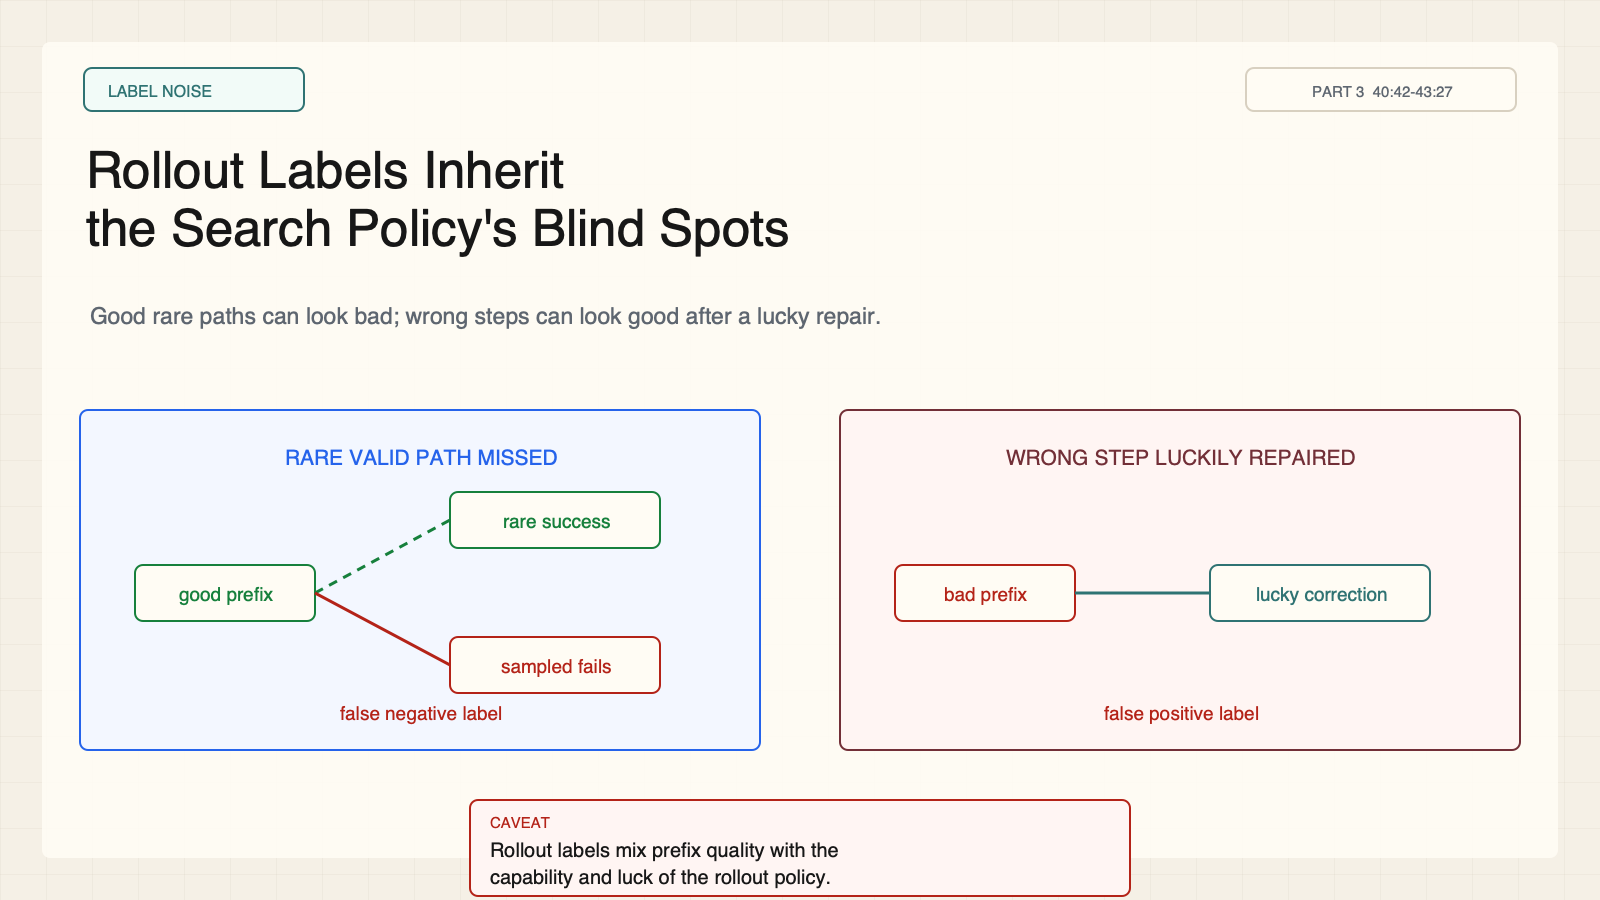 LABEL NOISE
PART 3 40:42-43:27
Rollout Labels Inherit
the Search Policy's Blind Spots
Good rare paths can look bad; wrong steps can look good after a lucky repair.
RARE VALID PATH MISSED
rare success
good prefix
sampled fails
false negative label
WRONG STEP LUCKILY REPAIRED
bad prefix
lucky correction
false positive label
CAVEAT
Rollout labels mix prefix quality with the
capability and luck of the rollout policy.